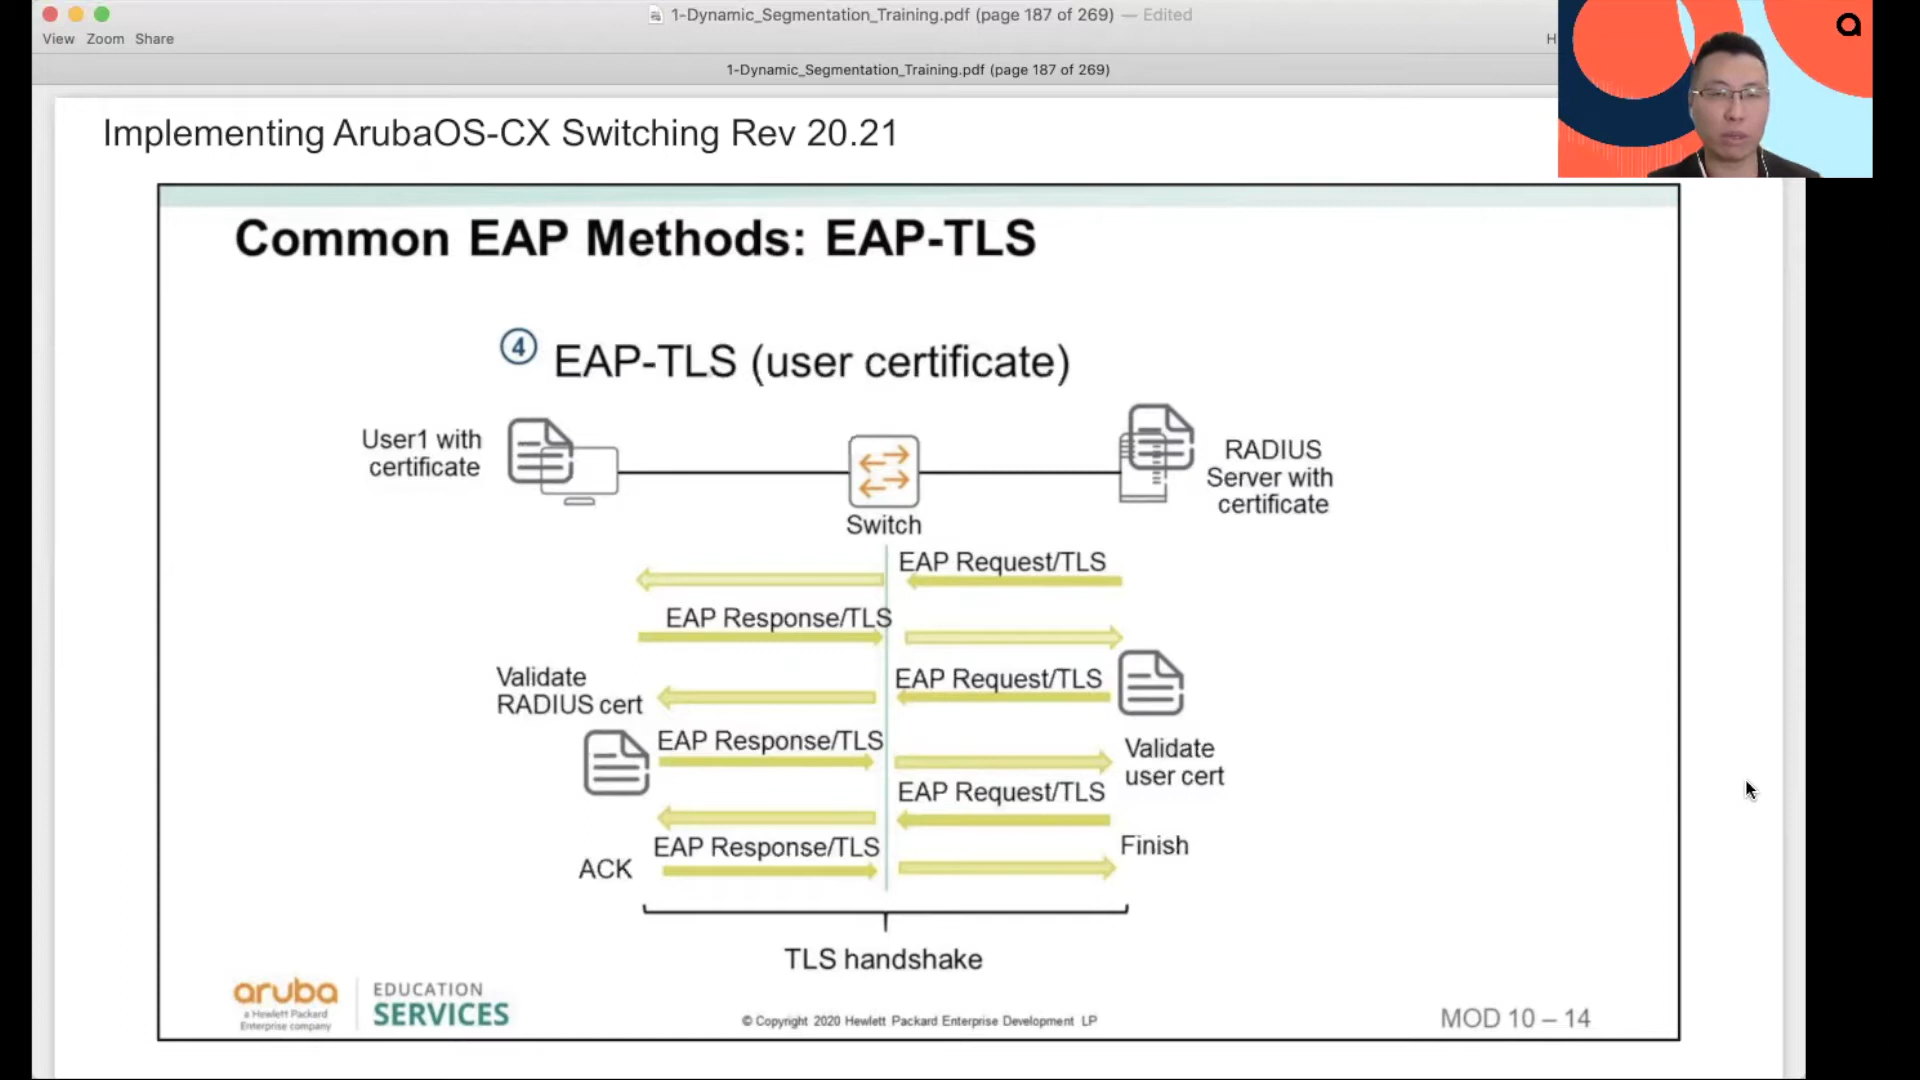 1-Dynamic_Segmentation_Training.pdf (page 187 of 269) — Edited
View Zoom Share
H
1-Dynamic_Segmentation_Training.pdf (page 187 of 269)
Implementing ArubaOS-CX Switching Rev 20.21
Common EAP Methods: EAP-TLS
4 EAP-TLS (user certificate)
User1 with
certificate
RADIUS
Server with
certificate
Switch
EAP Request/TLS
EAP Response/TLS
Validate
RADIUS cert
EAP Request/TLS
EAP Response/TLS
Validate
user cert
EAP Request/TLS
Finish
EAP Response/TLS
ACK
TLS handshake
aruba
a Hewlett Packard
Enterprise company
EDUCATION
SERVICES
© Copyright 2020 Hewlett Packard Enterprise Development LP
MOD 10 – 14